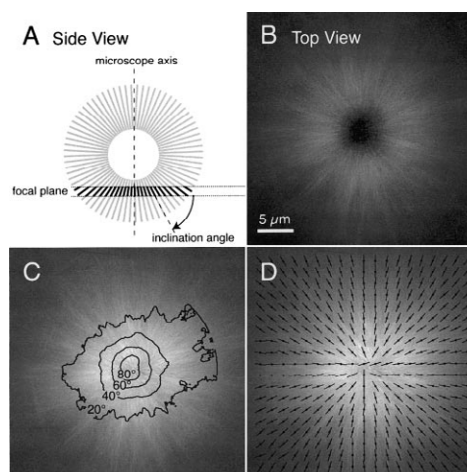 A Side View
microscope axis
focal plane
inclination angle
B Top View
5 µm
C
80°
60°
40°
20°
D